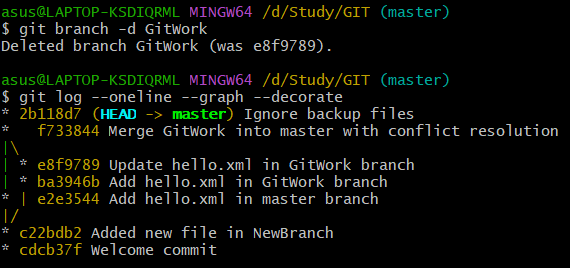 asus@LAPTOP-KSDIQRML MINGW64 /d/Study/GIT (master)
$ git branch -d GitWork
Deleted branch GitWork (was e8f9789).

asus@LAPTOP-KSDIQRML MINGW64 /d/Study/GIT (master)
$ git log --oneline --graph --decorate
* 2b118d7 (HEAD -> master) Ignore backup files
*   f733844 Merge GitWork into master with conflict resolution
|\
| * e8f9789 Update hello.xml in GitWork branch
| * ba3946b Add hello.xml in GitWork branch
* | e2e3544 Add hello.xml in master branch
|/
* c22bdb2 Added new file in NewBranch
* cdcb37f Welcome commit